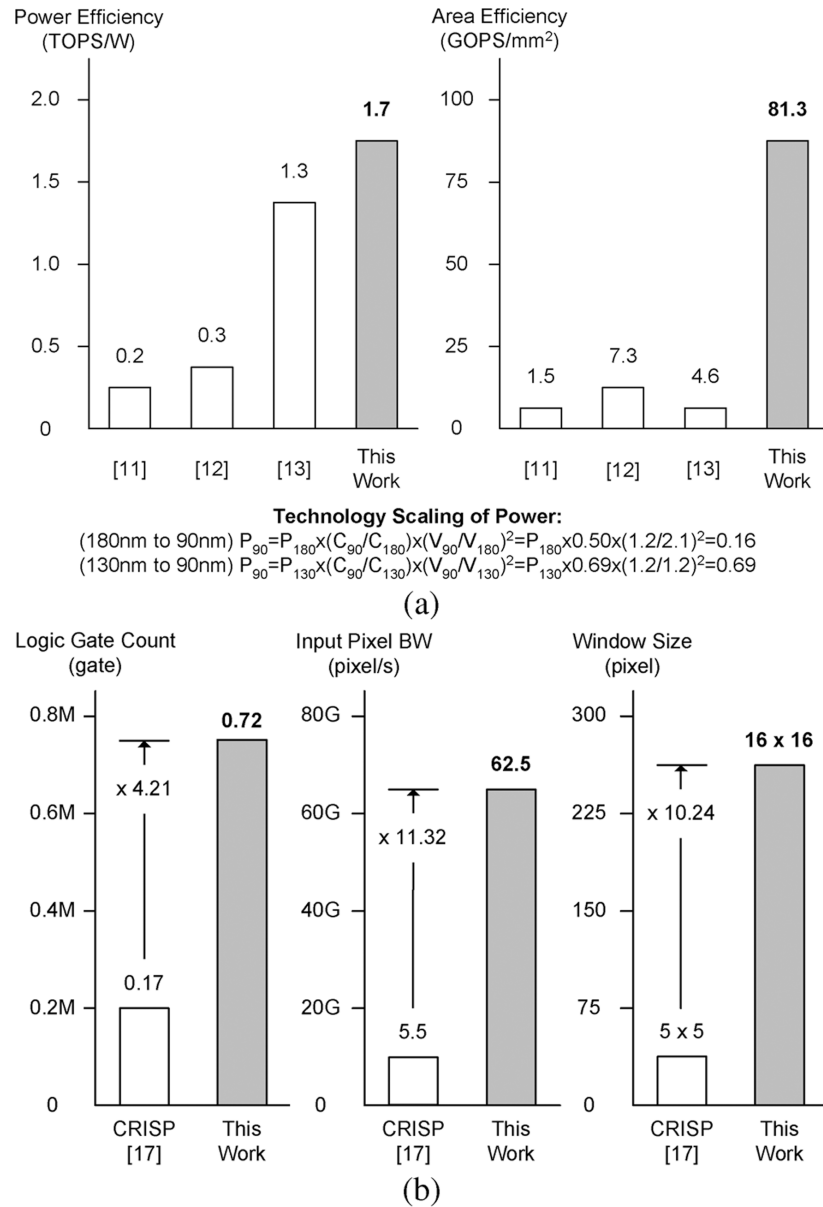 Power Efficiency
(TOPS/W)
2.0
1.5
1.0
0.5
0
0.2
0.3
1.3
1.7
[11]
[12]
[13]
This
Work
Area Efficiency
(GOPS/mm²)
100
75
50
25
0
1.5
7.3
4.6
81.3
[11]
[12]
[13]
This
Work
Technology Scaling of Power:
(180nm to 90nm) P₉₀=P₁₈₀x(C₉₀/C₁₈₀)x(V₉₀/V₁₈₀)²=P₁₈₀x0.50x(1.2/2.1)²=0.16
(130nm to 90nm) P₉₀=P₁₃₀x(C₉₀/C₁₃₀)x(V₉₀/V₁₃₀)²=P₁₃₀x0.69x(1.2/1.2)²=0.69
(a)
Logic Gate Count
(gate)
0.8M
0.6M
0.4M
0.2M
0
0.72
x 4.21
0.17
CRISP
[17]
This
Work
Input Pixel BW
(pixel/s)
80G
60G
40G
20G
0
62.5
x 11.32
5.5
CRISP
[17]
This
Work
Window Size
(pixel)
300
225
150
75
0
16 x 16
x 10.24
5 x 5
CRISP
[17]
This
Work
(b)